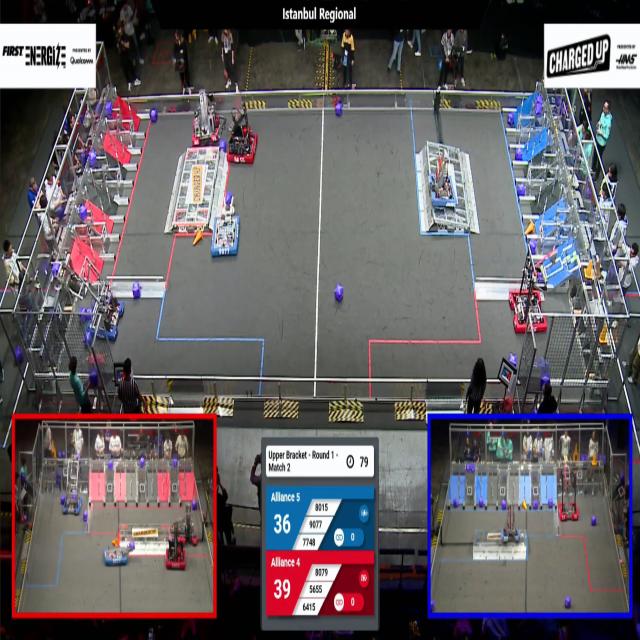 Istanbul Regional
FIRST ENERGIZE
PRESENTED BY
Qualcomm
CHARGED UP
PRESENTED BY
HAAS
Upper Bracket - Round 1 -
Match 2
79
Alliance 5
36
8015
9077
7748
0
Alliance 4
39
8079
5655
6415
0